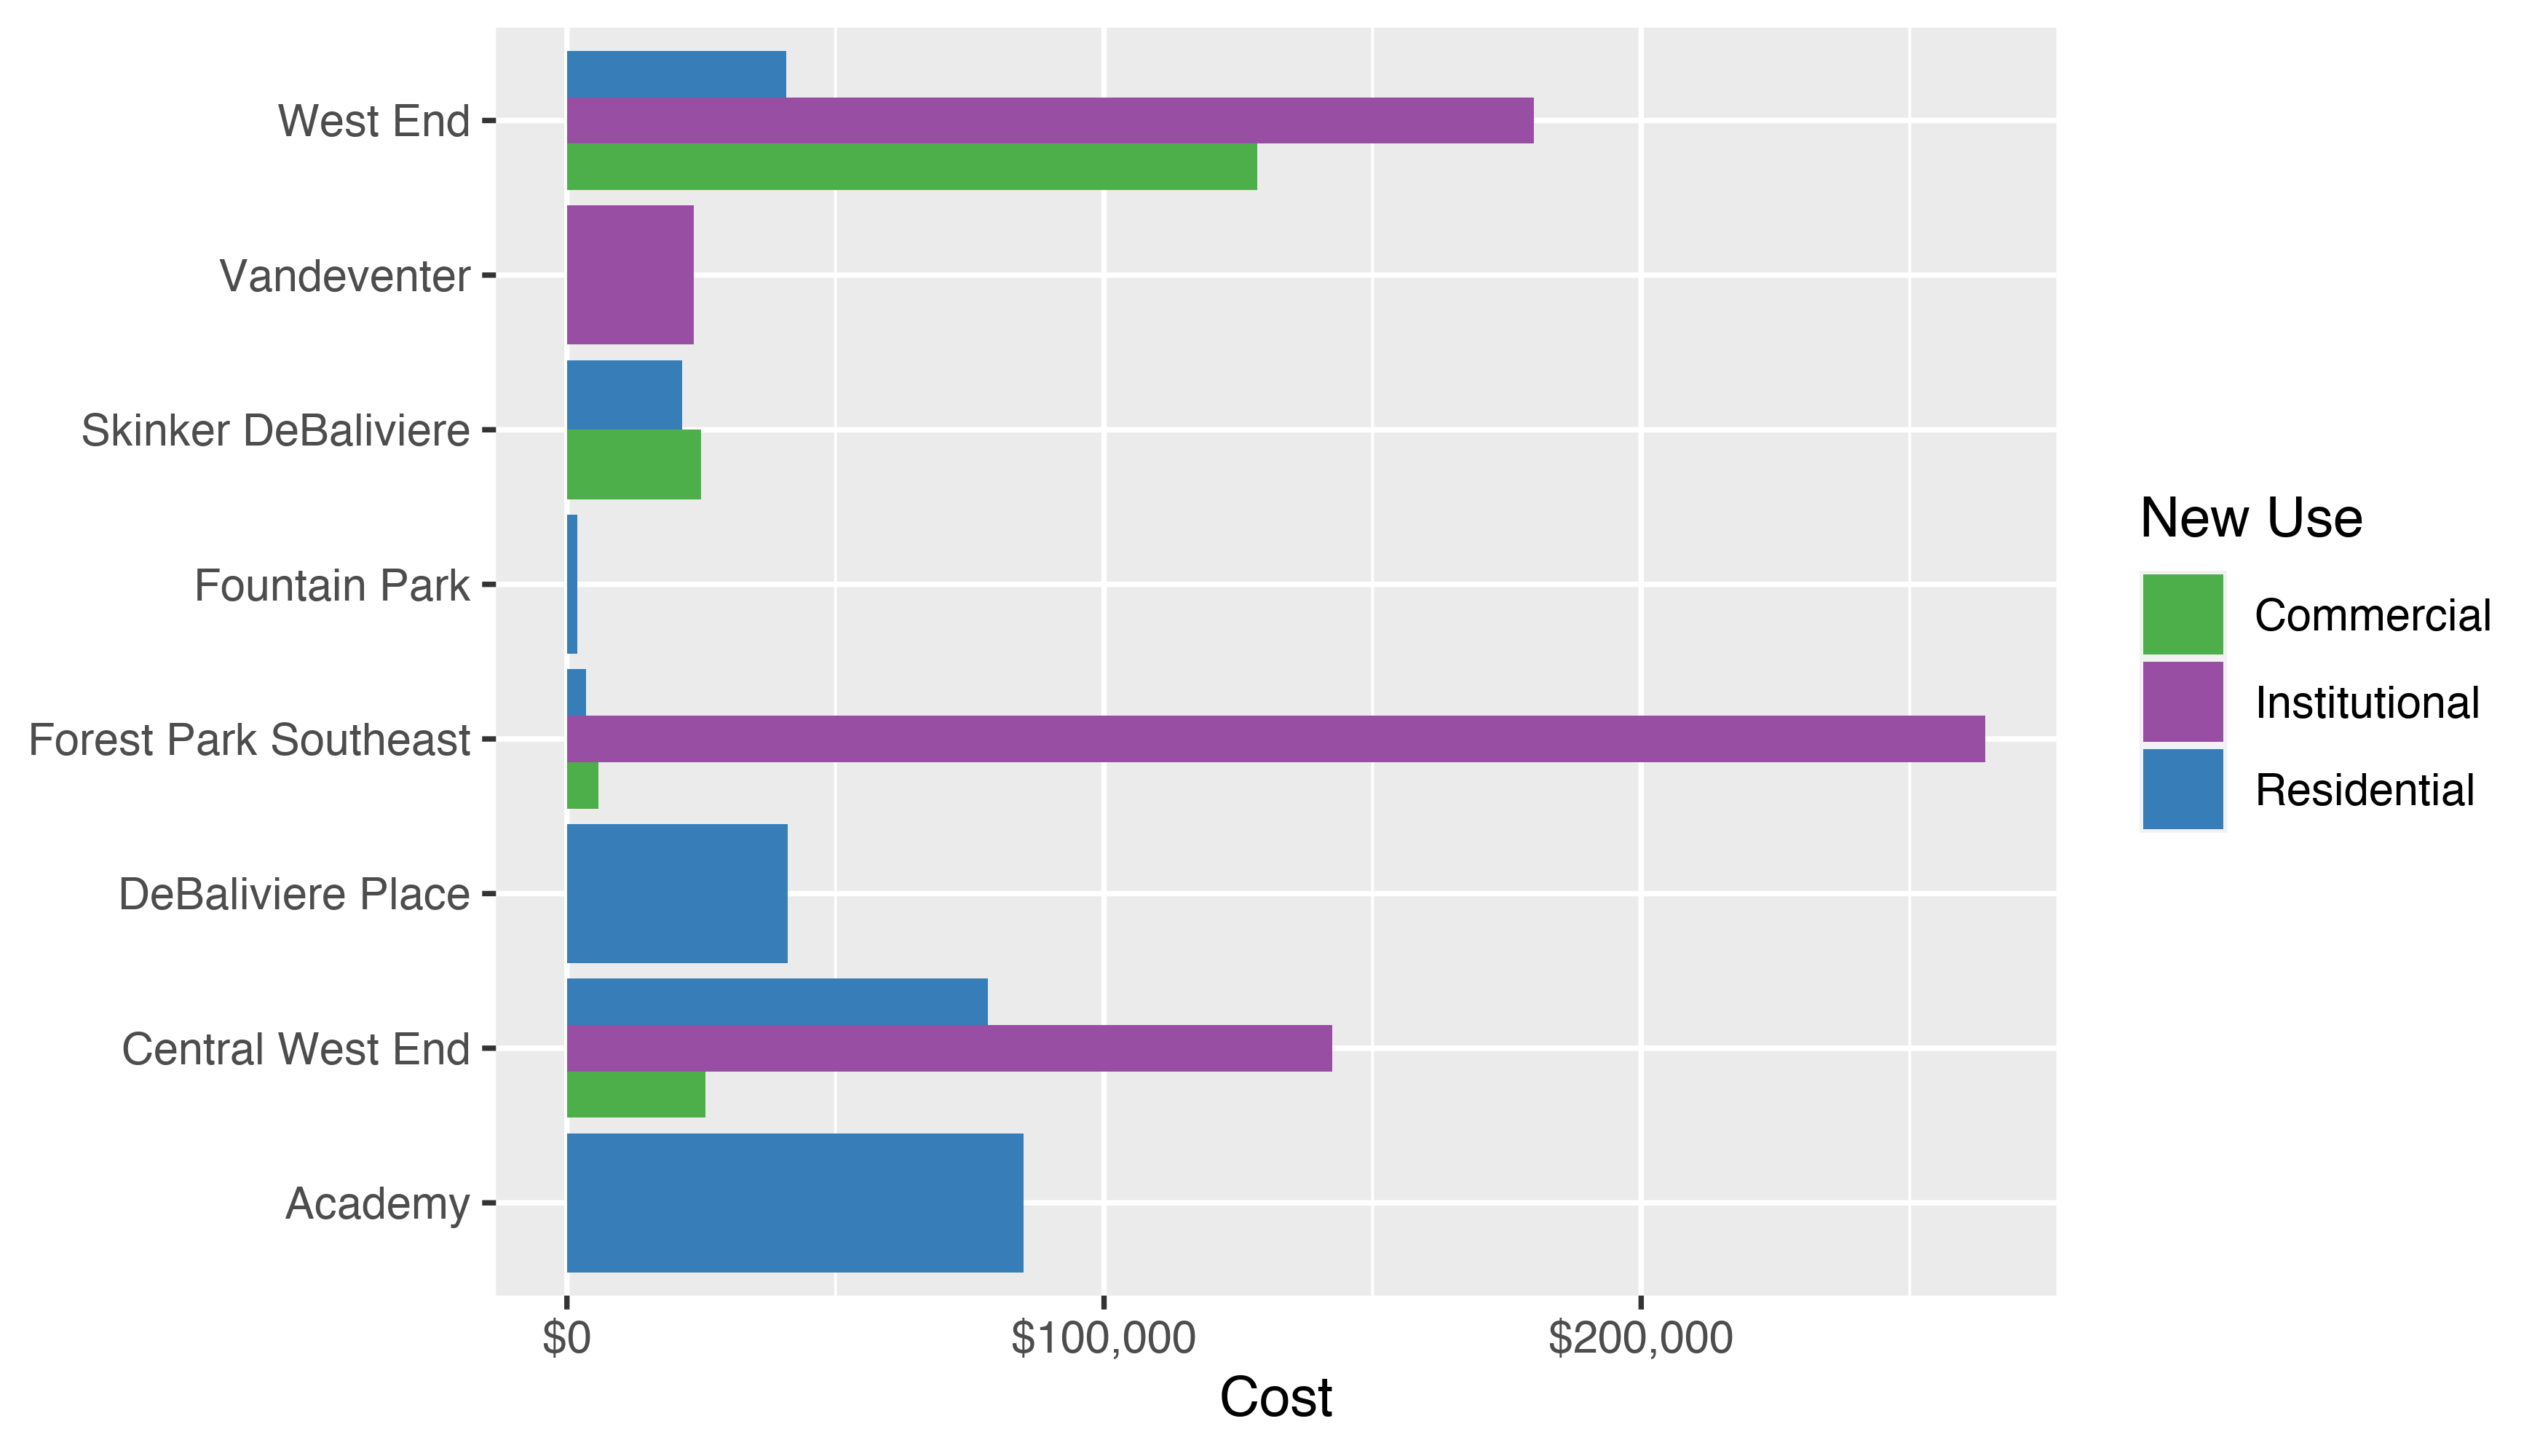 West End
Vandeventer
Skinker DeBaliviere
Fountain Park
Forest Park Southeast
DeBaliviere Place
Central West End
Academy
$0 $100,000 $200,000
Cost
New Use
Commercial
Institutional
Residential